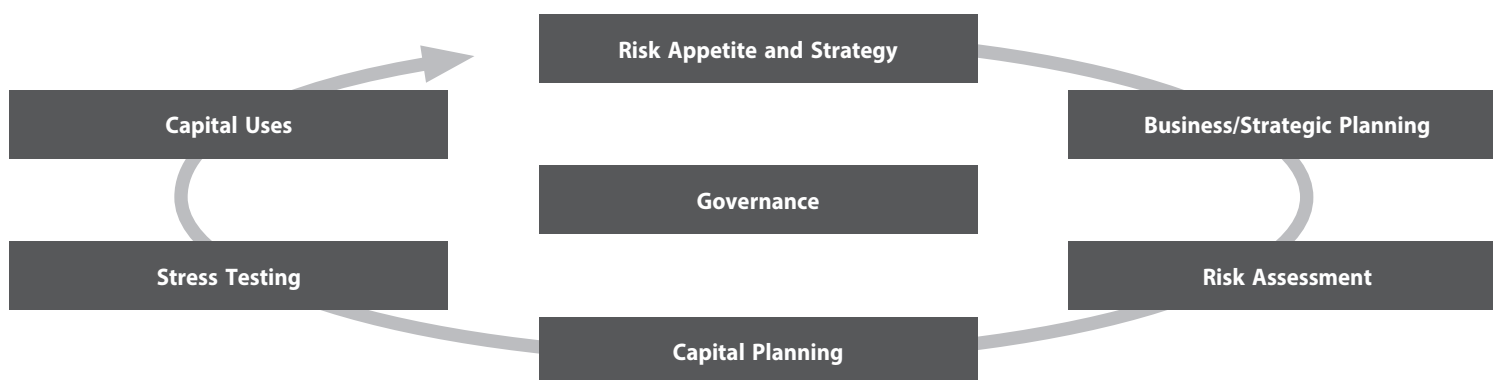 Risk Appetite and Strategy
Capital Uses
Business/Strategic Planning
Governance
Stress Testing
Risk Assessment
Capital Planning